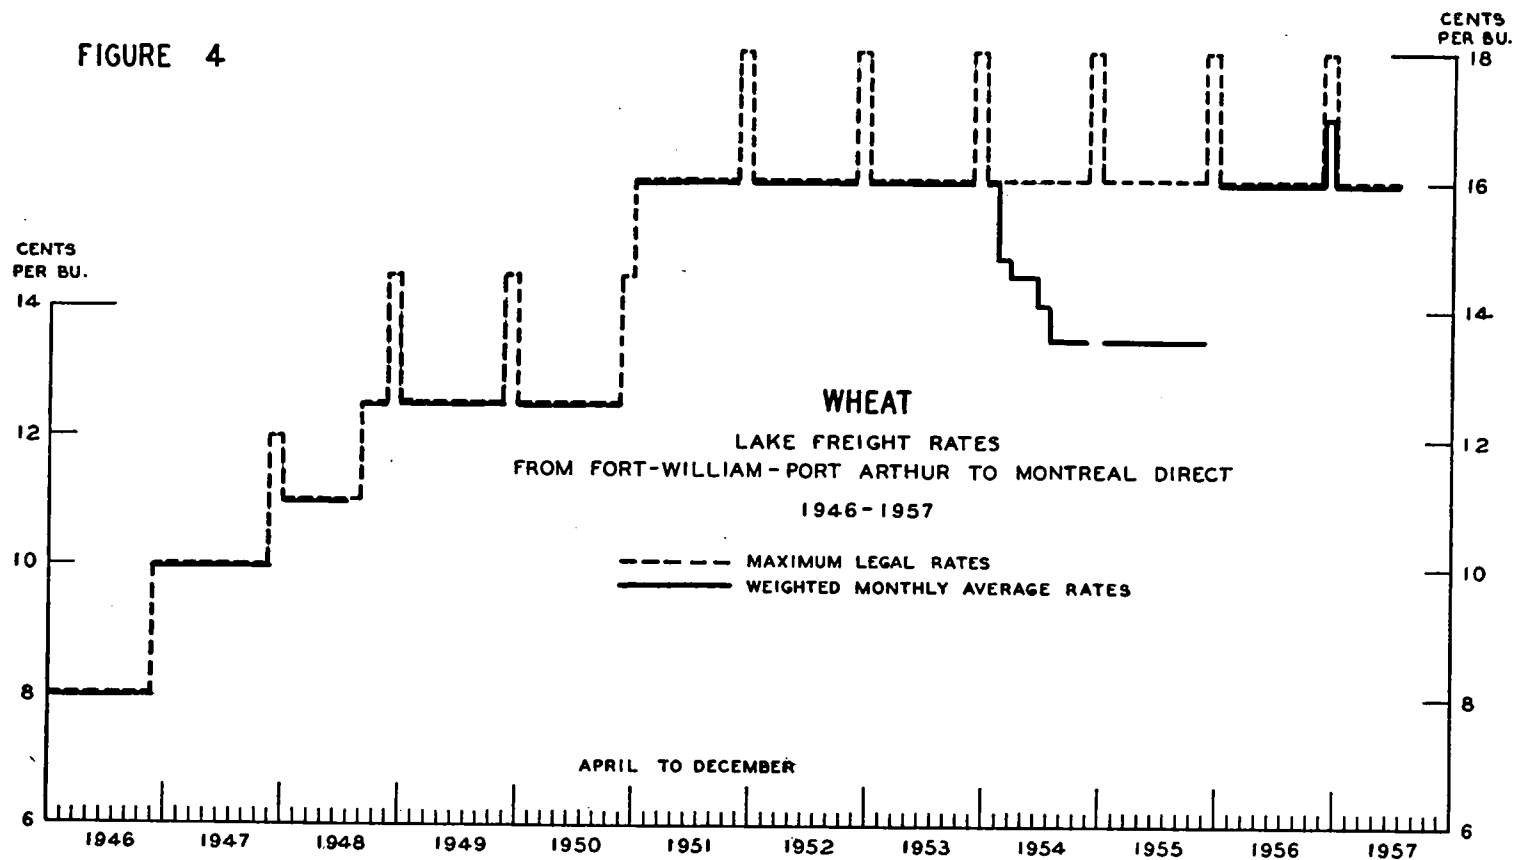 FIGURE 4
CENTS
PER BU.
18
16
14
12
10
8
6
CENTS
PER BU.
14
12
10
8
6
WHEAT
LAKE FREIGHT RATES
FROM FORT-WILLIAM-PORT ARTHUR TO MONTREAL DIRECT
1946-1957
MAXIMUM LEGAL RATES
WEIGHTED MONTHLY AVERAGE RATES
APRIL TO DECEMBER
1946 1947 1948 1949 1950 1951 1952 1953 1954 1955 1956 1957